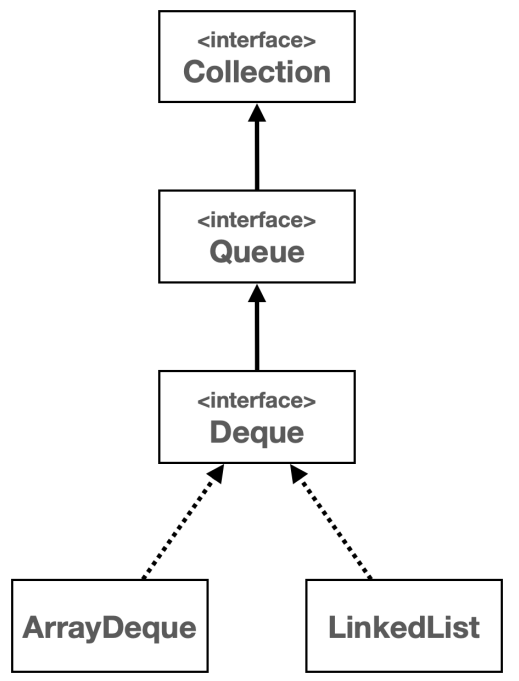 <interface>
Collection
<interface>
Queue
<interface>
Deque
ArrayDeque
LinkedList